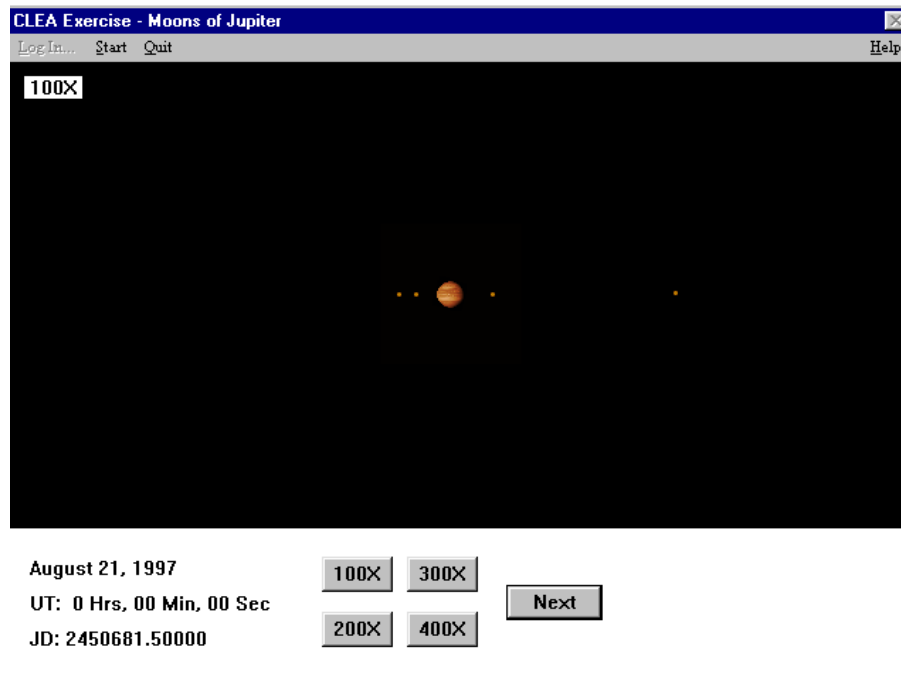 CLEA Exercise - Moons of Jupiter
Log In... Start Quit Help
100X
August 21, 1997
UT: 0 Hrs, 00 Min, 00 Sec
JD: 2450681.50000
100X 300X
Next
200X 400X